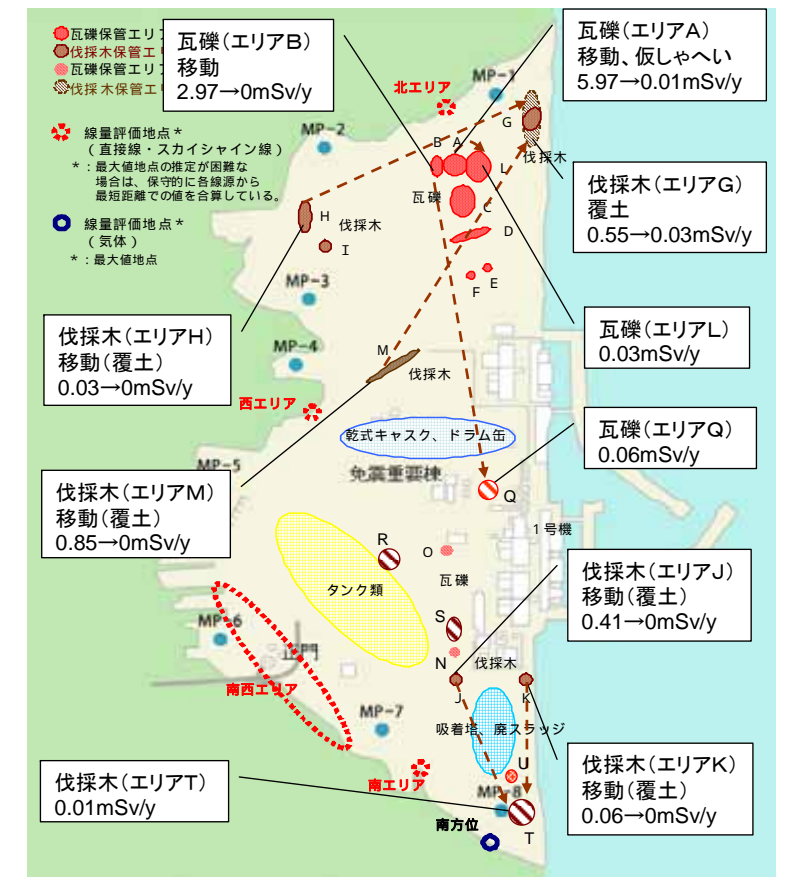 瓦礫保管エリア
伐採木保管エリ
瓦礫保管エリア
伐採木保管エリ
線量評価地点*
(直接線・スカイシャイン線)
*:最大値地点の推定が困難な
場合は、保守的に各線源から
最短距離での値を合算している。
線量評価地点*
(気体)
*:最大値地点
瓦礫(エリアB)
移動
2.97→0mSv/y
瓦礫(エリアA)
移動、仮しゃへい
5.97→0.01mSv/y
北エリア
MP-1
MP-2
B
A
L
G
伐採木
瓦礫
C
D
E
F
H
伐採木
I
伐採木(エリアG)
覆土
0.55→0.03mSv/y
MP-3
伐採木(エリアH)
移動(覆土)
0.03→0mSv/y
MP-4
M
伐採木
瓦礫(エリアL)
0.03mSv/y
西エリア
乾式キャスク、ドラム缶
瓦礫(エリアQ)
0.06mSv/y
MP-5
免震重要棟
Q
伐採木(エリアM)
移動(覆土)
0.85→0mSv/y
1号機
R
O
瓦礫
タンク類
伐採木(エリアJ)
移動(覆土)
0.41→0mSv/y
S
MP-6
正門
N
伐採木
南西エリア
J
K
MP-7
吸着塔、廃スラッジ
伐採木(エリアT)
0.01mSv/y
南エリア
U
伐採木(エリアK)
移動(覆土)
0.06→0mSv/y
MP-8
南方位
T